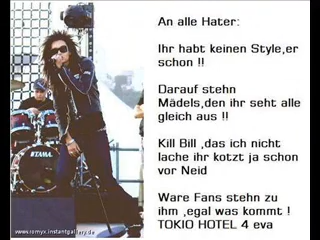 An alle Hater:
Ihr habt keinen Style,er
schon !!
Darauf stehn
Mädels,den ihr seht alle
gleich aus !!
Kill Bill ,das ich nicht
lache ihr kotzt ja schon
vor Neid
Ware Fans stehn zu
ihm ,egal was kommt !
TOKIO HOTEL 4 eva
TAMA
www.remyx.instantgallery.de